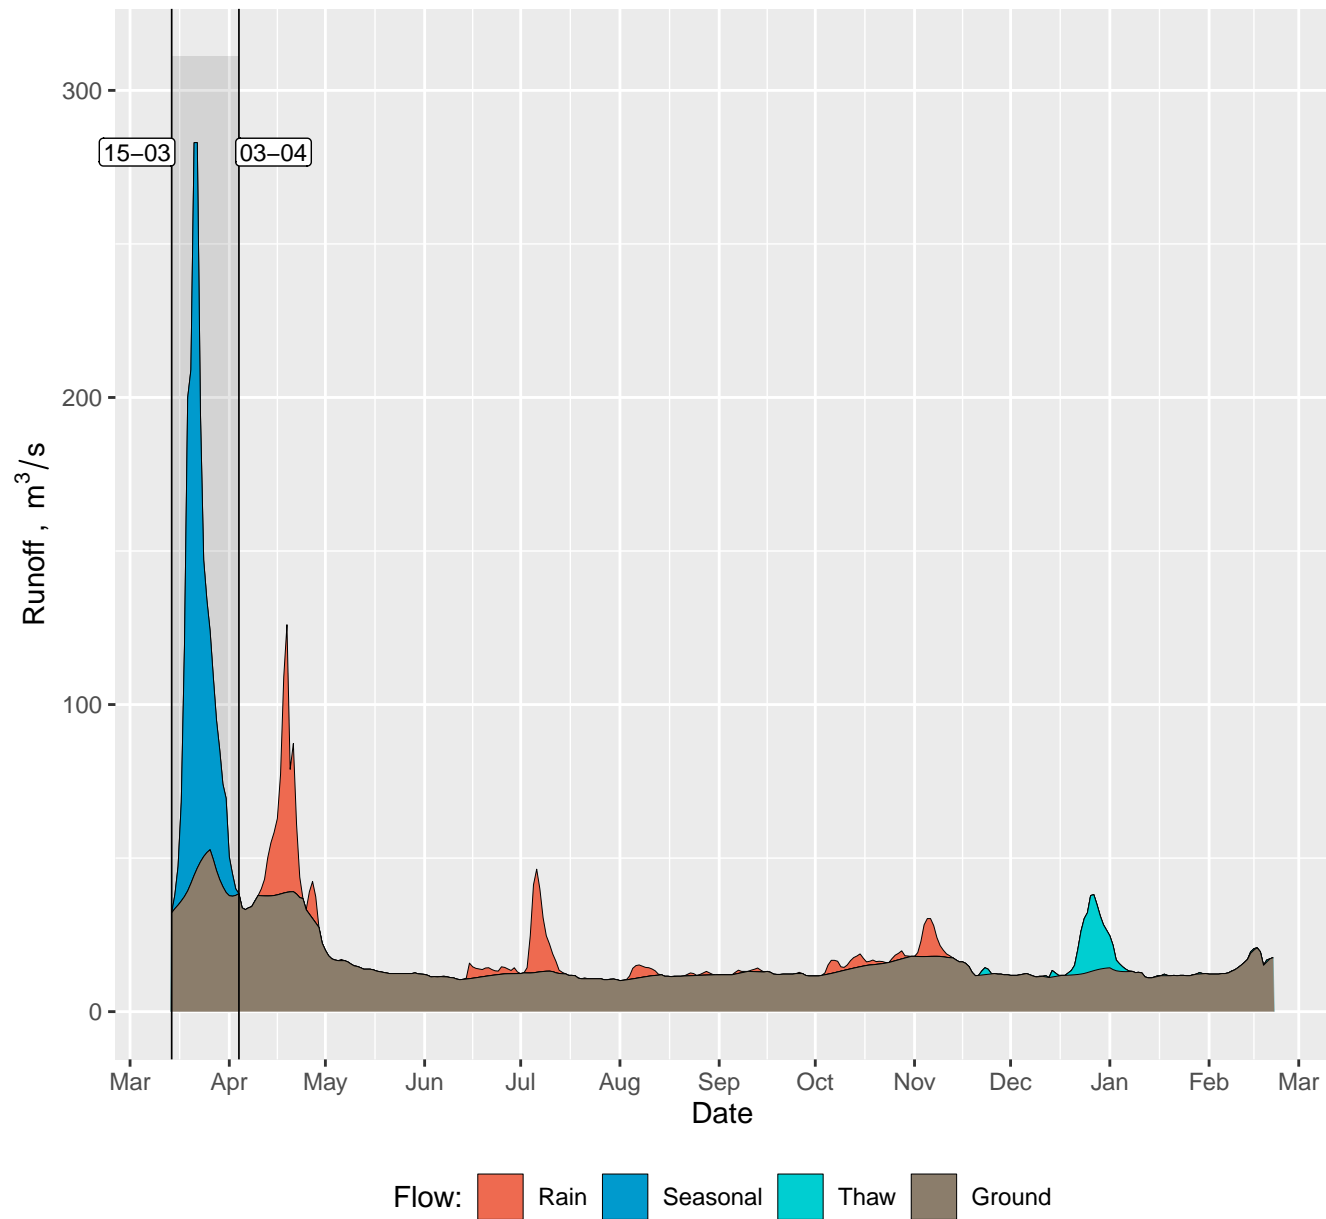 300
200
100
0
Runoff , m³/s
15−03
03−04
Mar Apr May Jun Jul Aug Sep Oct Nov Dec Jan Feb Mar
Date
Flow: Rain Seasonal Thaw Ground